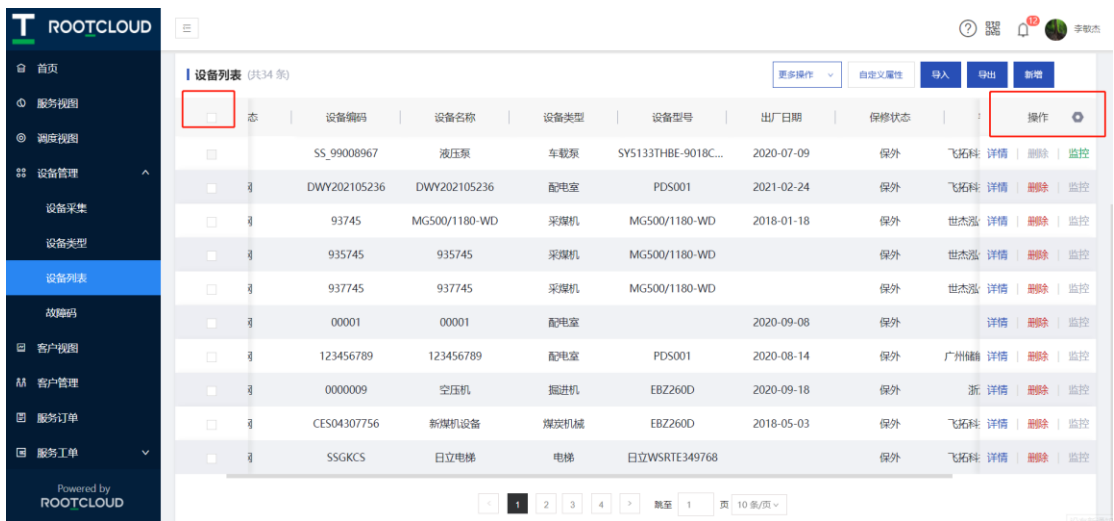 ROOTCLOUD
12
李敏杰
首页
服务视图
调度视图
设备管理
设备采集
设备类型
设备列表
故障码
客户视图
客户管理
服务订单
服务工单
Powered by
ROOTCLOUD
设备列表 (共34 条)
更多操作 自定义属性 导入 导出 新增
态 设备编码 设备名称 设备类型 设备型号 出厂日期 保修状态 操作
SS_99008967 液压泵 车载泵 SY5133THBE-9018C... 2020-07-09 保外 飞拓科 详情 删除 监控
DWY202105236 DWY202105236 配电室 PDS001 2021-02-24 保外 飞拓科 详情 删除 监控
93745 MG500/1180-WD 采煤机 MG500/1180-WD 2018-01-18 保外 世杰泓 详情 删除 监控
935745 935745 采煤机 MG500/1180-WD 保外 世杰泓 详情 删除 监控
937745 937745 采煤机 MG500/1180-WD 保外 世杰泓 详情 删除 监控
00001 00001 配电室 2020-09-08 保外 详情 删除 监控
123456789 123456789 配电室 PDS001 2020-08-14 保外 广州储能 详情 删除 监控
0000009 空压机 掘进机 EBZ260D 2020-09-18 保外 浙 详情 删除 监控
CES04307756 新煤机设备 煤炭机械 EBZ260D 2018-05-03 保外 飞拓科 详情 删除 监控
SSGKCS 日立电梯 电梯 日立WSRTE349768 保外 飞拓科 详情 删除 监控
< 1 2 3 4 > 跳至 1 页 10 条/页